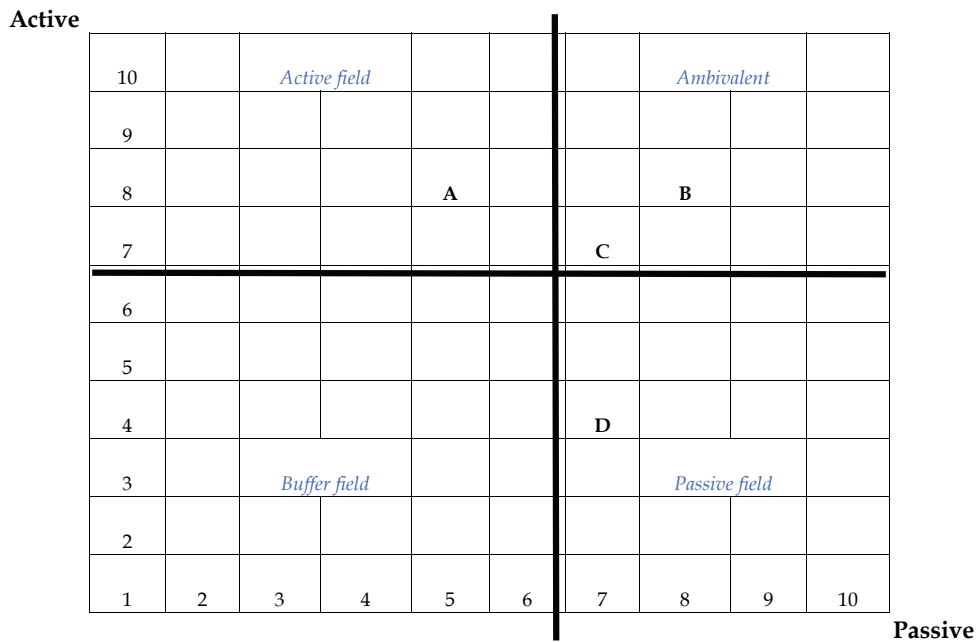 Active
10 Active field Ambivalent
9
8 A B
7 C
6
5
4 D
3 Buffer field Passive field
2
1 2 3 4 5 6 7 8 9 10
Passive